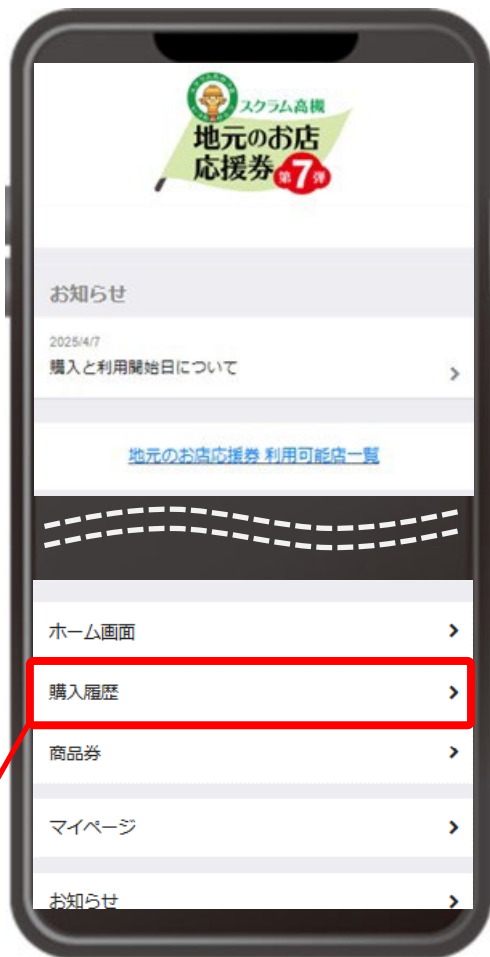 スクラム高槻
地元のお店
応援券 第7弾
お知らせ
2025/4/7
購入と利用開始日について
地元のお店応援券 利用可能店一覧
ホーム画面
購入履歴
商品券
マイページ
お知らせ